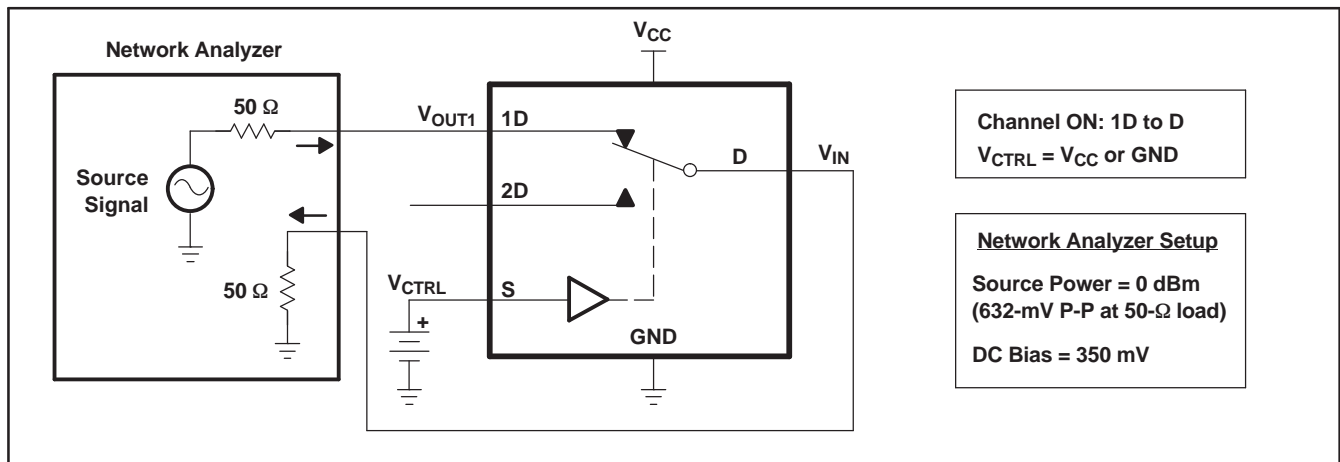 V_CC
Network Analyzer
50 Ω
V_OUT1
1D
Channel ON: 1D to D
V_CTRL = V_CC or GND
D
V_IN
Source
Signal
2D
Network Analyzer Setup
Source Power = 0 dBm
(632-mV P-P at 50-Ω load)
DC Bias = 350 mV
50 Ω
V_CTRL
S
+
GND